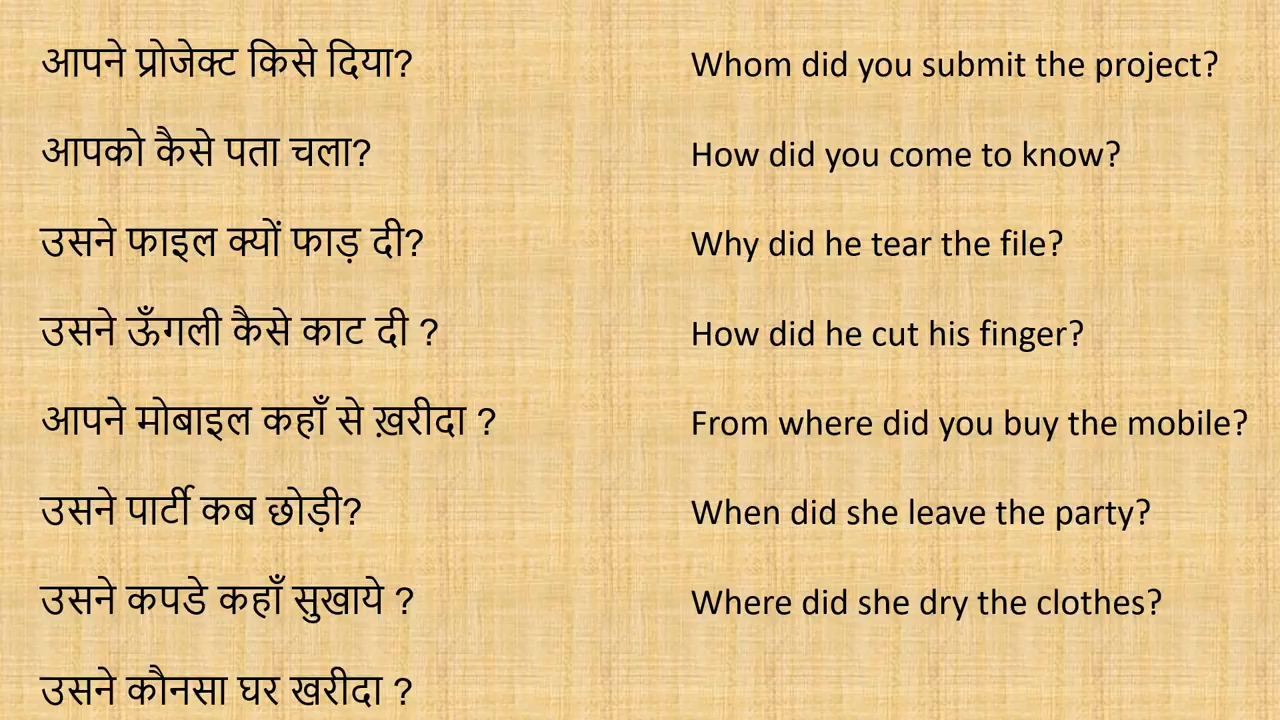 आपने प्रोजेक्ट किसे दिया? Whom did you submit the project?
आपको कैसे पता चला? How did you come to know?
उसने फाइल क्यों फाड़ दी? Why did he tear the file?
उसने ऊँगली कैसे काट दी ? How did he cut his finger?
आपने मोबाइल कहाँ से ख़रीदा ? From where did you buy the mobile?
उसने पार्टी कब छोड़ी? When did she leave the party?
उसने कपडे कहाँ सुखाये ? Where did she dry the clothes?
उसने कौनसा घर खरीदा ?